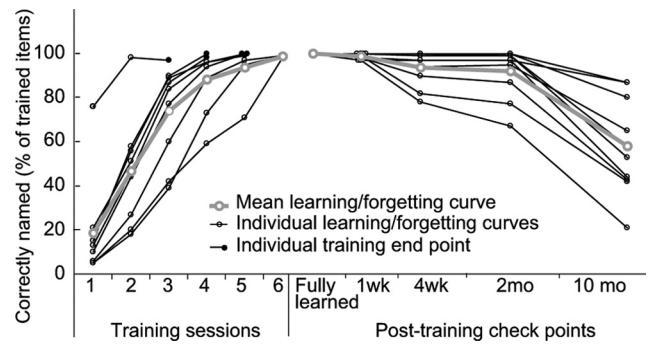 Correctly named (% of trained items)
100
80
60
40
20
0
Mean learning/forgetting curve
Individual learning/forgetting curves
Individual training end point
1 2 3 4 5 6
Fully learned 1wk 4wk 2mo 10 mo
Training sessions
Post-training check points